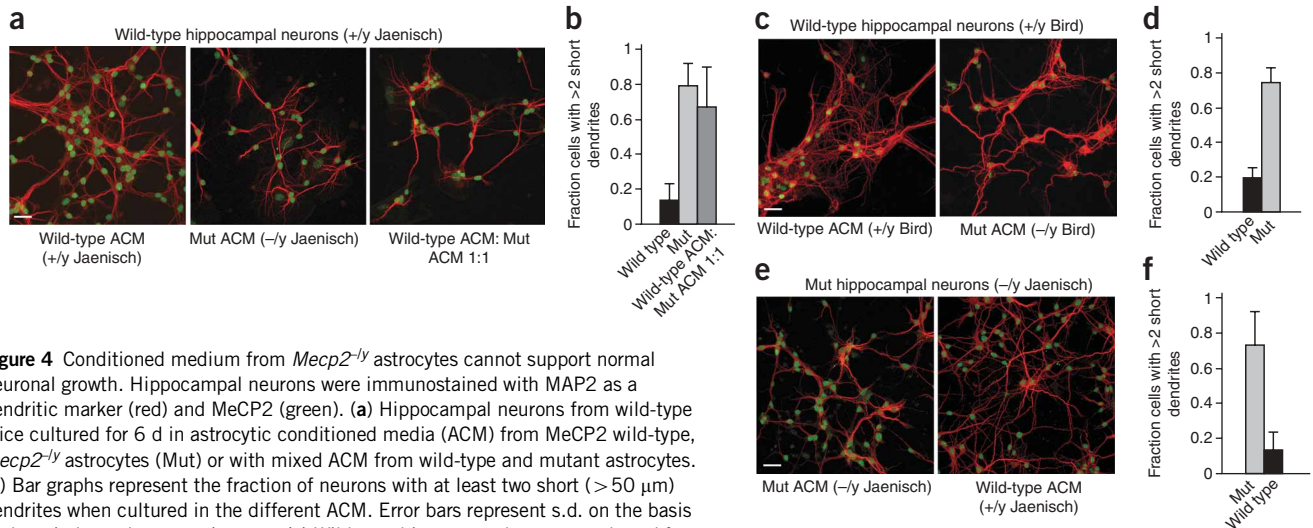 a
Wild-type hippocampal neurons (+/y Jaenisch)
Wild-type ACM
(+/y Jaenisch)
Mut ACM (–/y Jaenisch)
Wild-type ACM: Mut
ACM 1:1
b
Fraction cells with >2 short
dendrites
1
0.8
0.6
0.4
0.2
0
Wild type
Mut
Wild-type ACM:
Mut ACM 1:1
c
Wild-type hippocampal neurons (+/y Bird)
Wild-type ACM (+/y Bird)
Mut ACM (–/y Bird)
d
Fraction cells with >2 short
dendrites
1
0.8
0.6
0.4
0.2
0
Wild type
Mut
e
Mut hippocampal neurons (–/y Jaenisch)
Mut ACM (–/y Jaenisch)
Wild-type ACM
(+/y Jaenisch)
f
Fraction cells with >2 short
dendrites
1
0.8
0.6
0.4
0.2
0
Mut
Wild type
gure 4 Conditioned medium from Mecp2–/y astrocytes cannot support normal
euronal growth. Hippocampal neurons were immunostained with MAP2 as a
endritic marker (red) and MeCP2 (green). (a) Hippocampal neurons from wild-type
ice cultured for 6 d in astrocytic conditioned media (ACM) from MeCP2 wild-type,
ecp2–/y astrocytes (Mut) or with mixed ACM from wild-type and mutant astrocytes.
) Bar graphs represent the fraction of neurons with at least two short (>50 μm)
endrites when cultured in the different ACM. Error bars represent s.d. on the basis